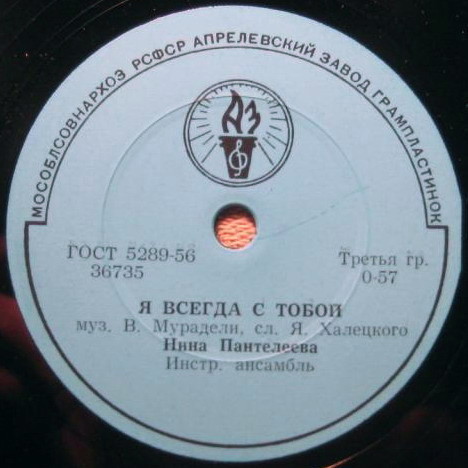 МОСОБЛСОВНАРХОЗ РСФСР АПРЕЛЕВСКИЙ ЗАВОД ГРАМПЛАСТИНОК
АЗ
ГОСТ 5289-56
36735
Третья гр.
0-57
Я ВСЕГДА С ТОБОЙ
муз. В. Мурадели, сл. Я. Халецкого
Нина Пантелеева
Инстр. ансамбль